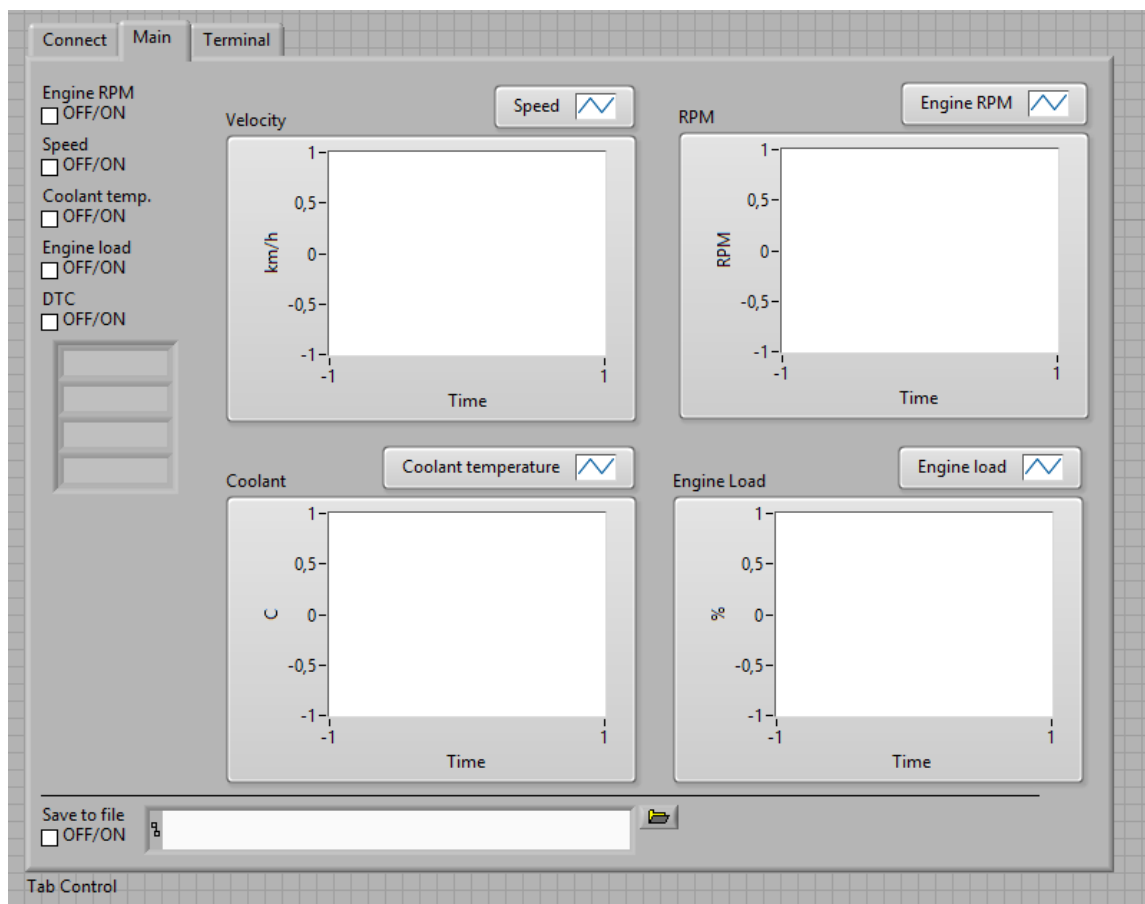 Connect
Main
Terminal
Engine RPM
OFF/ON
Speed
OFF/ON
Coolant temp.
OFF/ON
Engine load
OFF/ON
DTC
OFF/ON
Velocity
Speed
1
0,5
0
-0,5
-1
km/h
-1
1
Time
RPM
Engine RPM
1
0,5
0
-0,5
-1
RPM
-1
1
Time
Coolant
Coolant temperature
1
0,5
0
-0,5
-1
C
-1
1
Time
Engine Load
Engine load
1
0,5
0
-0,5
-1
%
-1
1
Time
Save to file
OFF/ON
Tab Control